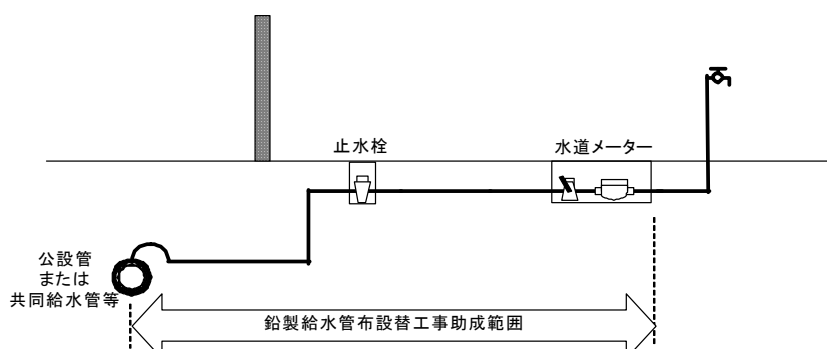 止水栓
水道メーター
公設管
または
共同給水管等
鉛製給水管布設替工事助成範囲